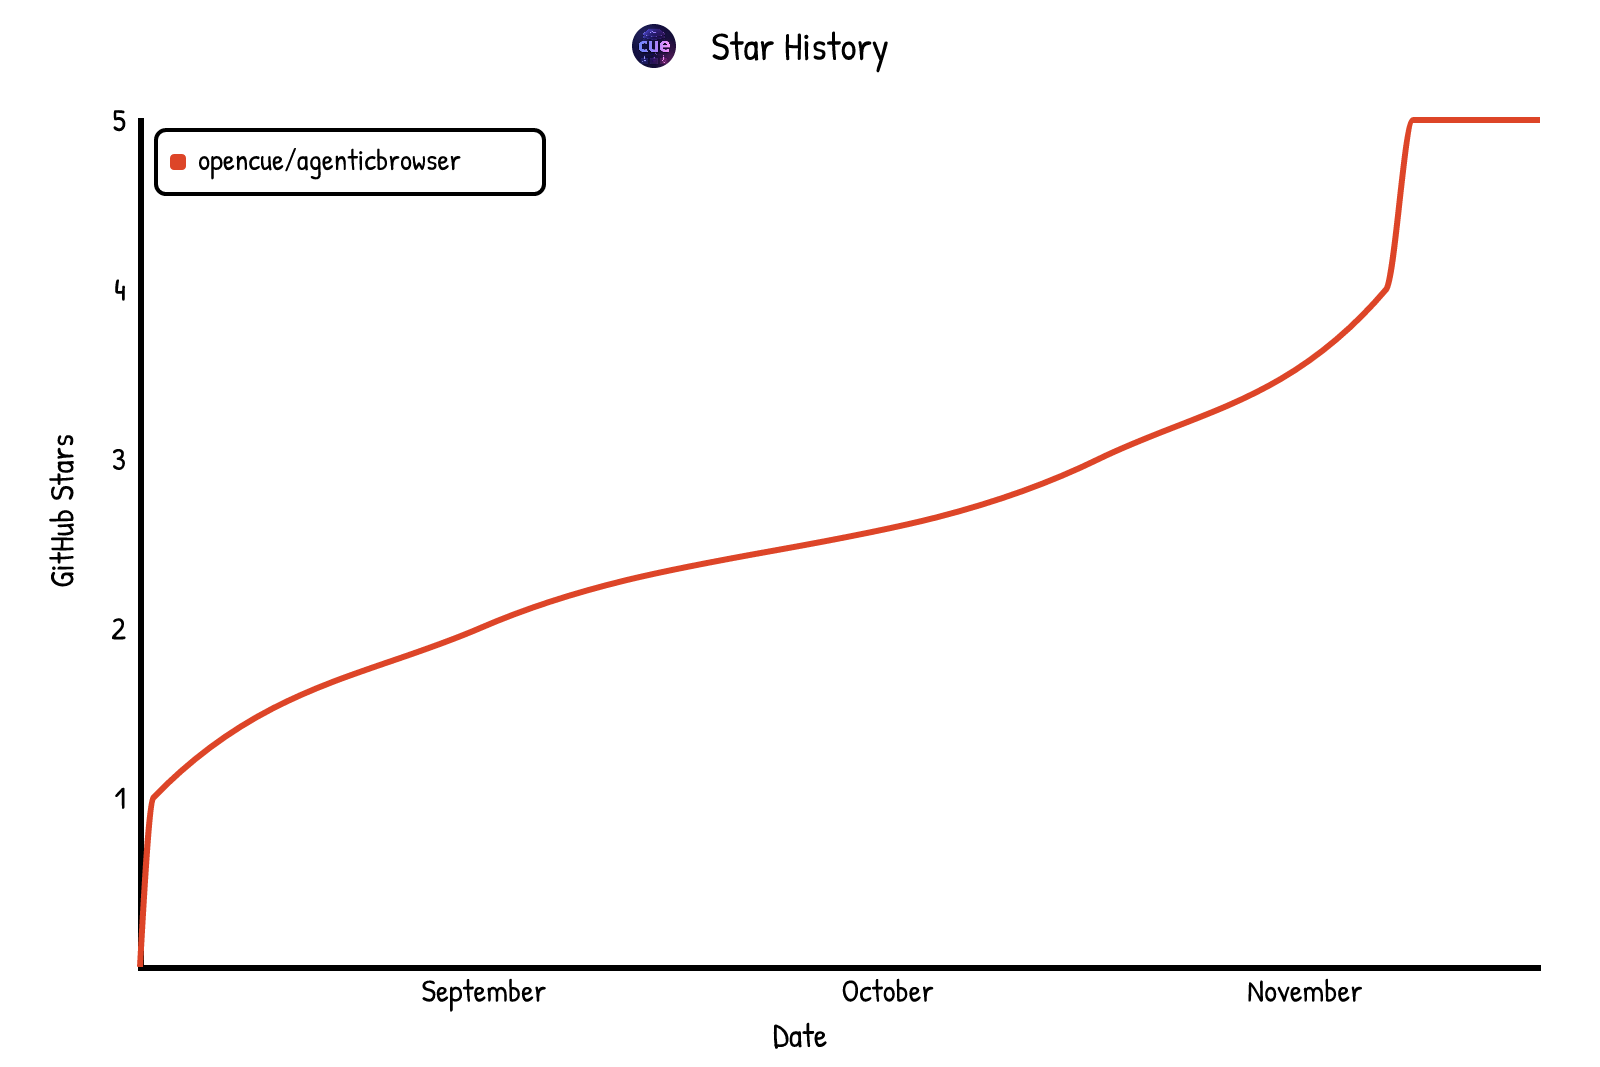 cue
Star History
5
opencue/agenticbrowser
4
3
2
1
GitHub Stars
September October November
Date